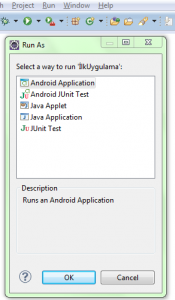 Project Run Window Help
Run As
Select a way to run 'İlkUygulama':
Android Application
Android JUnit Test
Java Applet
Java Application
JUnit Test
Description
Runs an Android Application
OK Cancel